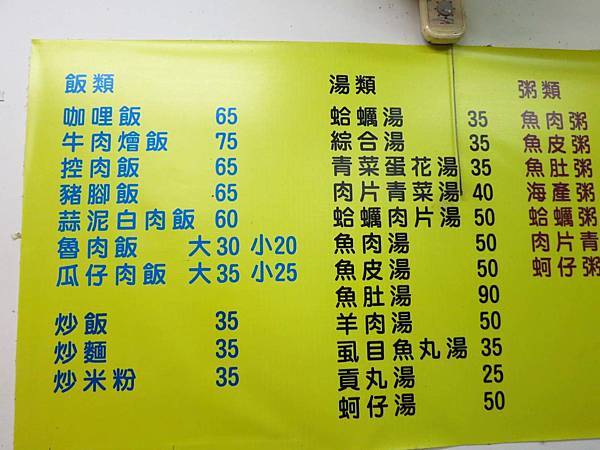 飯類
咖哩飯 65
牛肉燴飯 75
控肉飯 65
豬腳飯 65
蒜泥白肉飯 60
魯肉飯 大30 小20
瓜仔肉飯 大35 小25
炒飯 35
炒麵 35
炒米粉 35
湯類
蛤蠣湯 35
綜合湯 35
青菜蛋花湯 35
肉片青菜湯 40
蛤蠣肉片湯 50
魚肉湯 50
魚皮湯 50
魚肚湯 90
羊肉湯 50
虱目魚丸湯 35
貢丸湯 25
蚵仔湯 50
粥類
魚肉粥
魚皮粥
魚肚粥
海產粥
蛤蠣粥
肉片青
蚵仔粥